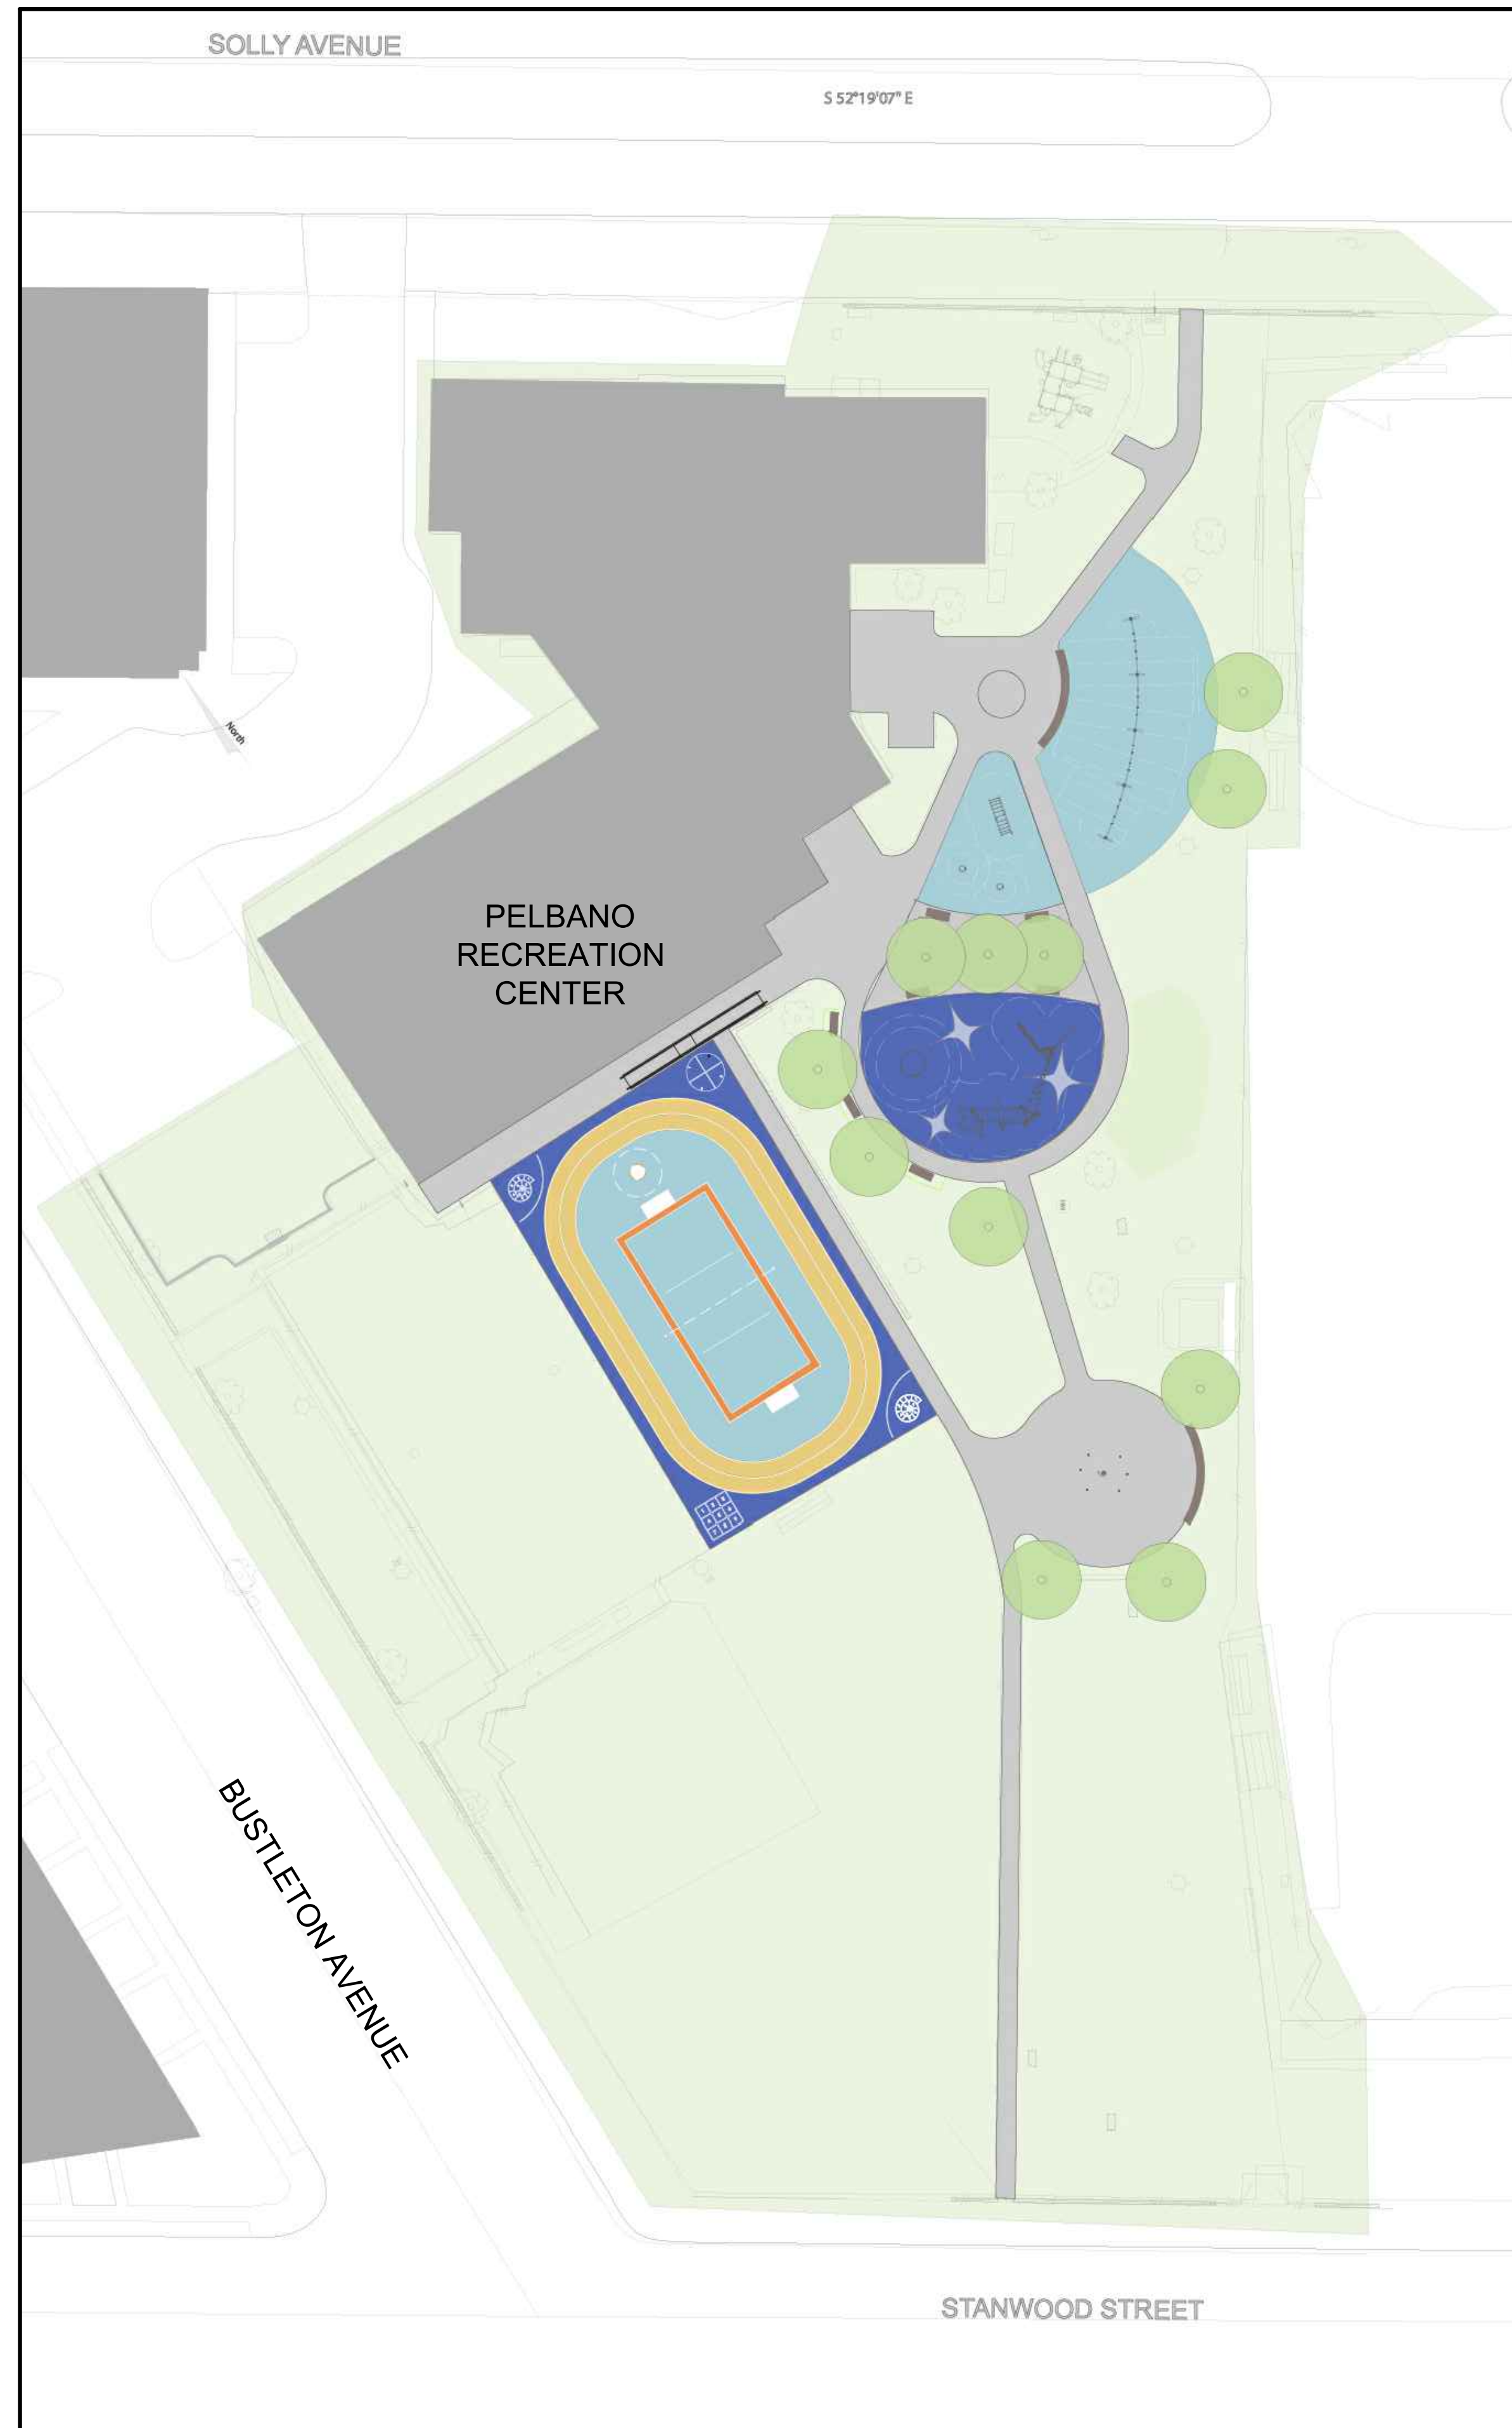 SOLLY AVENUE
S 52°19'07" E
North
PELBANO
RECREATION
CENTER
BUSTLETON AVENUE
STANWOOD STREET